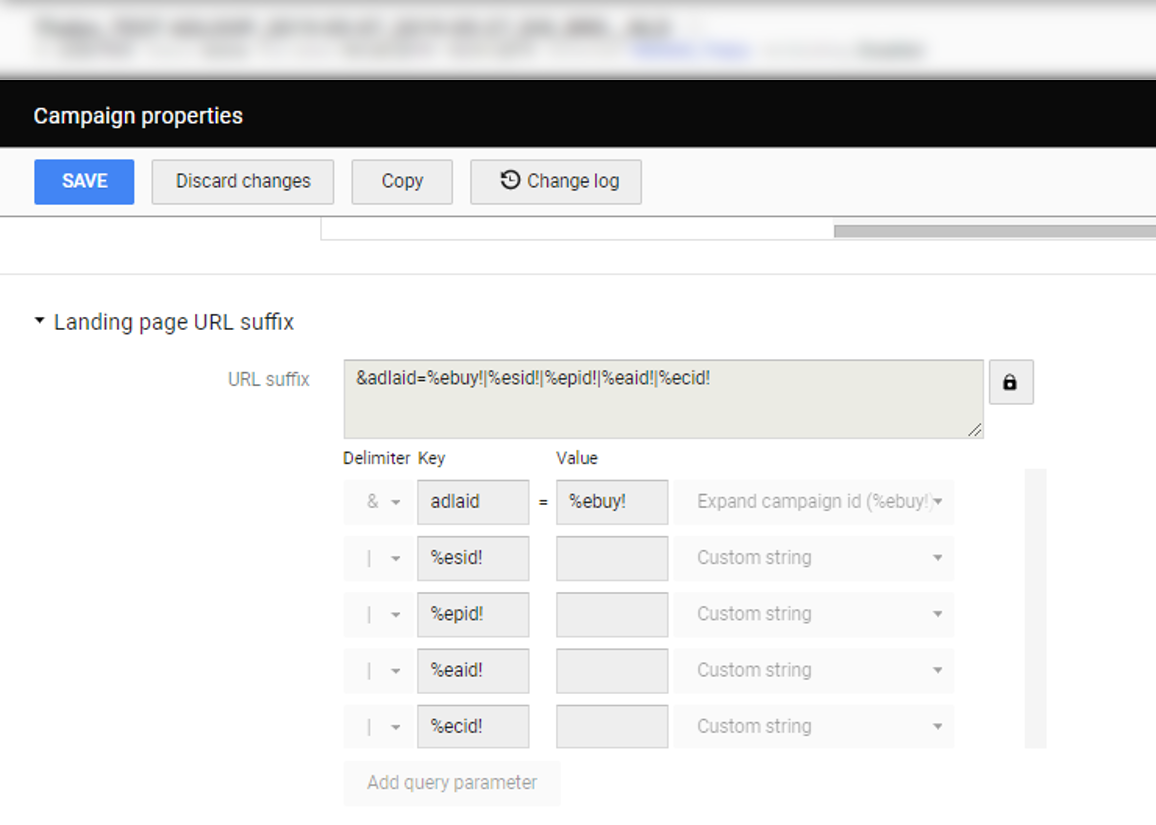 Campaign properties
SAVE Discard changes Copy Change log
Landing page URL suffix
URL suffix &adlaid=%ebuy!|%esid!|%epid!|%eaid!|%ecid!
Delimiter Key Value
& adlaid = %ebuy! Expand campaign id (%ebuy!)
| %esid! Custom string
| %epid! Custom string
| %eaid! Custom string
| %ecid! Custom string
Add query parameter